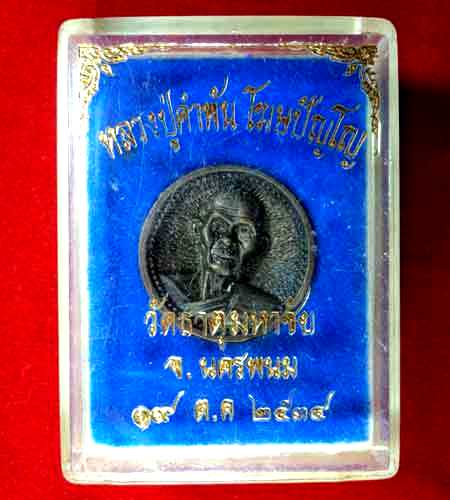 หลวงปู่คำพัน โฆษปัญโญ
วัดธาตุมหาชัย
จ. นครพนม
๑๙ ต.ค ๒๕๓๔